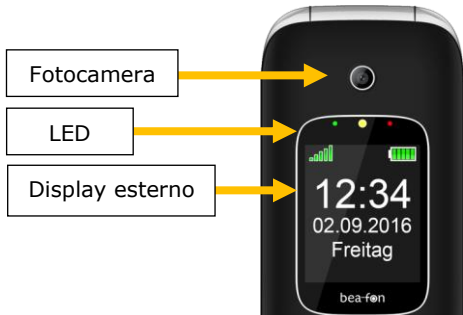 Fotocamera
LED
Display esterno
12:34
02.09.2016
Freitag
bea-fon